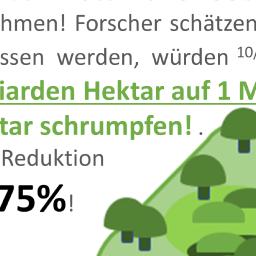 hmen! Forscher schätzen
ssen werden, würden 10/
iarden Hektar auf 1 M
tar schrumpfen! .
Reduktion
75%!